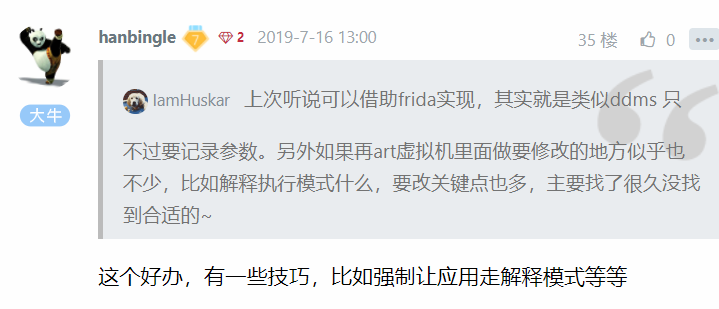 hanbingle 7 2 2019-7-16 13:00 35 楼 0 •••
大牛
IamHuskar 上次听说可以借助frida实现，其实就是类似ddms 只
不过要记录参数。另外如果再art虚拟机里面做要修改的地方似乎也
不少，比如解释执行模式什么，要改关键点也多，主要找了很久没找
到合适的~
这个好办，有一些技巧，比如强制让应用走解释模式等等